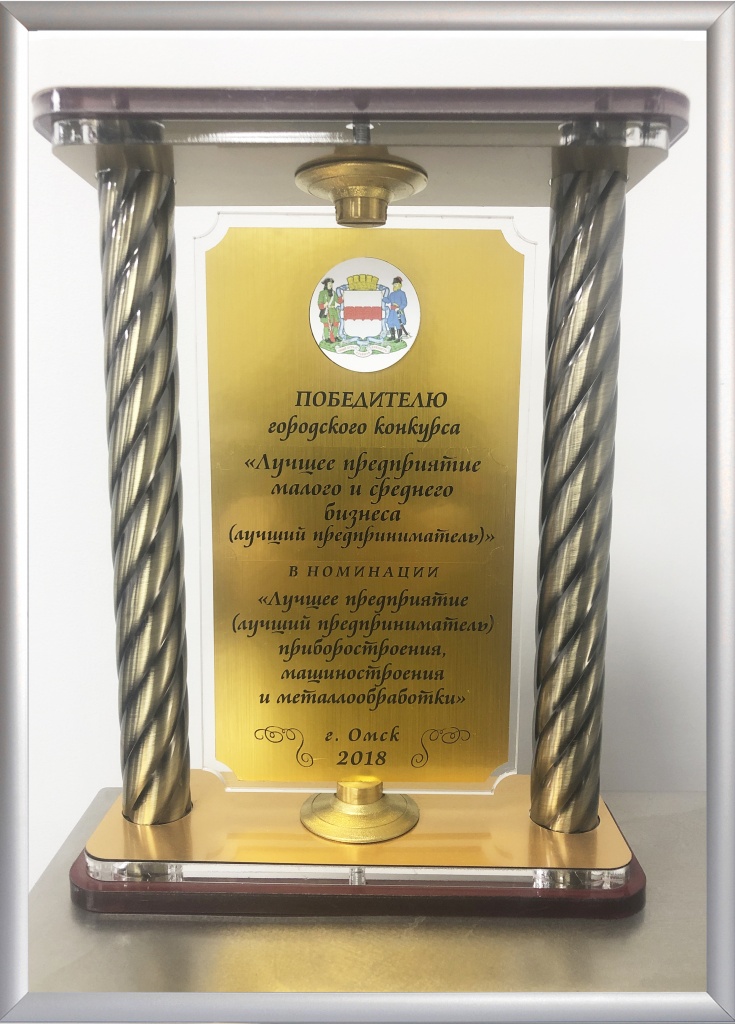 ПОБЕДИТЕЛЮ
городского конкурса
«Лучшее предприятие
малого и среднего
бизнеса
(лучший предприниматель)»
В НОМИНАЦИИ
«Лучшее предприятие
(лучший предприниматель)
приборостроения,
машиностроения
и металлообработки»
г. Омск
2018